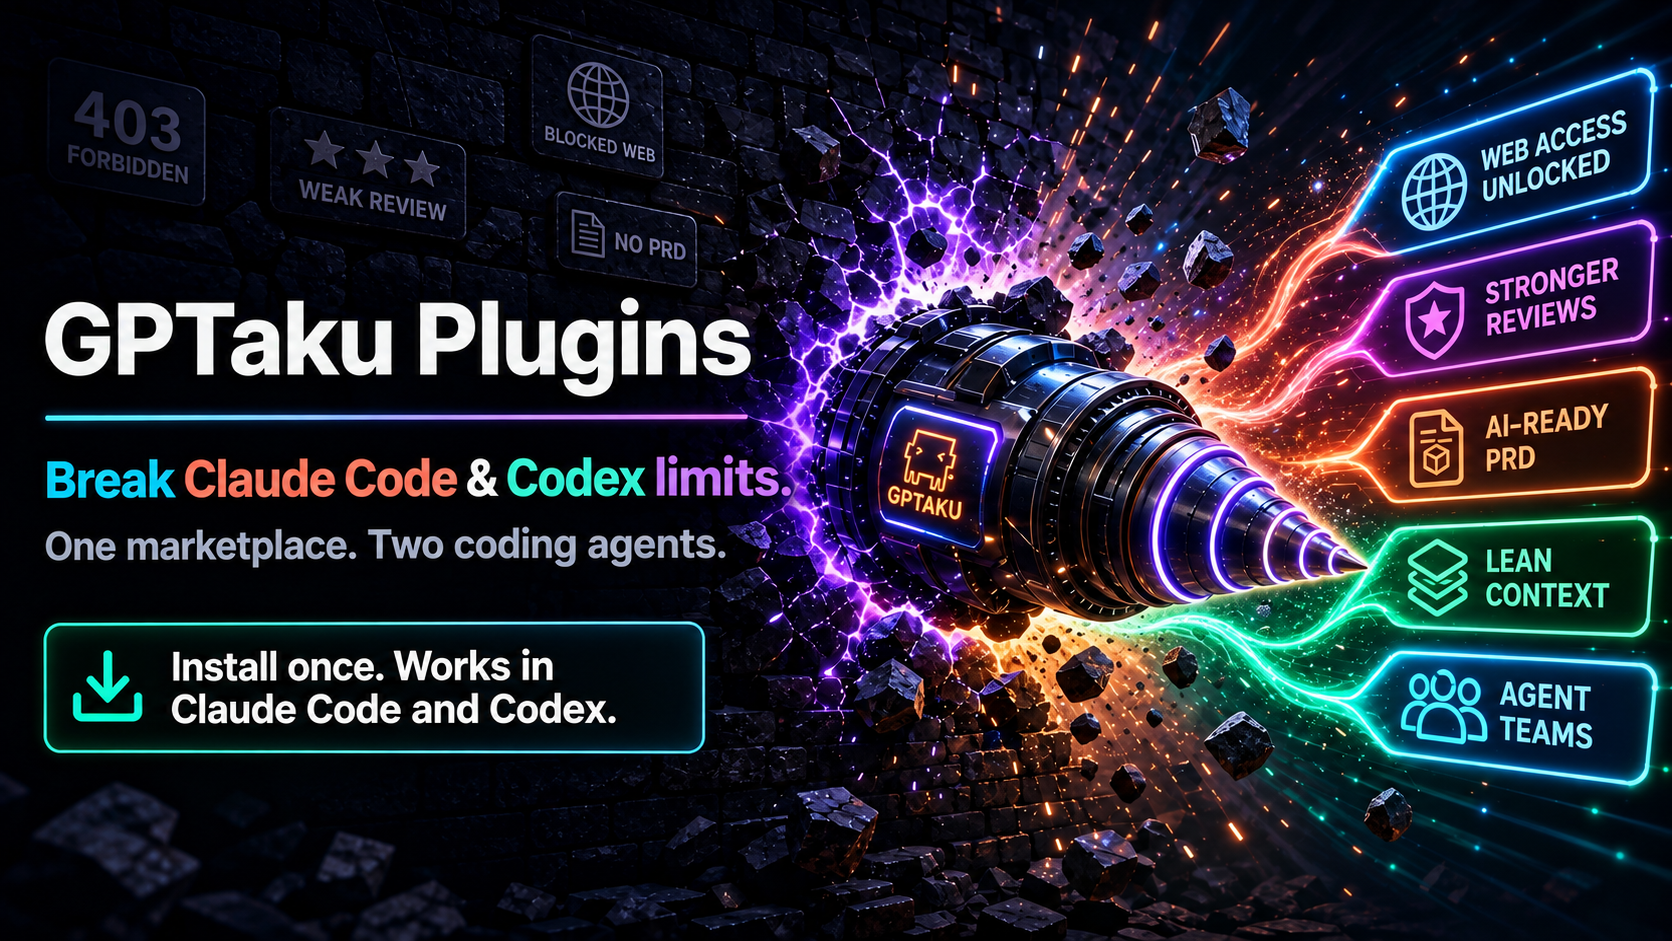 403
FORBIDDEN
WEAK REVIEW
BLOCKED WEB
NO PRD
GPTaku Plugins
Break Claude Code & Codex limits.
One marketplace. Two coding agents.
Install once. Works in
Claude Code and Codex.
GPTAKU
WEB ACCESS
UNLOCKED
STRONGER
REVIEWS
AI-READY
PRD
LEAN
CONTEXT
AGENT
TEAMS